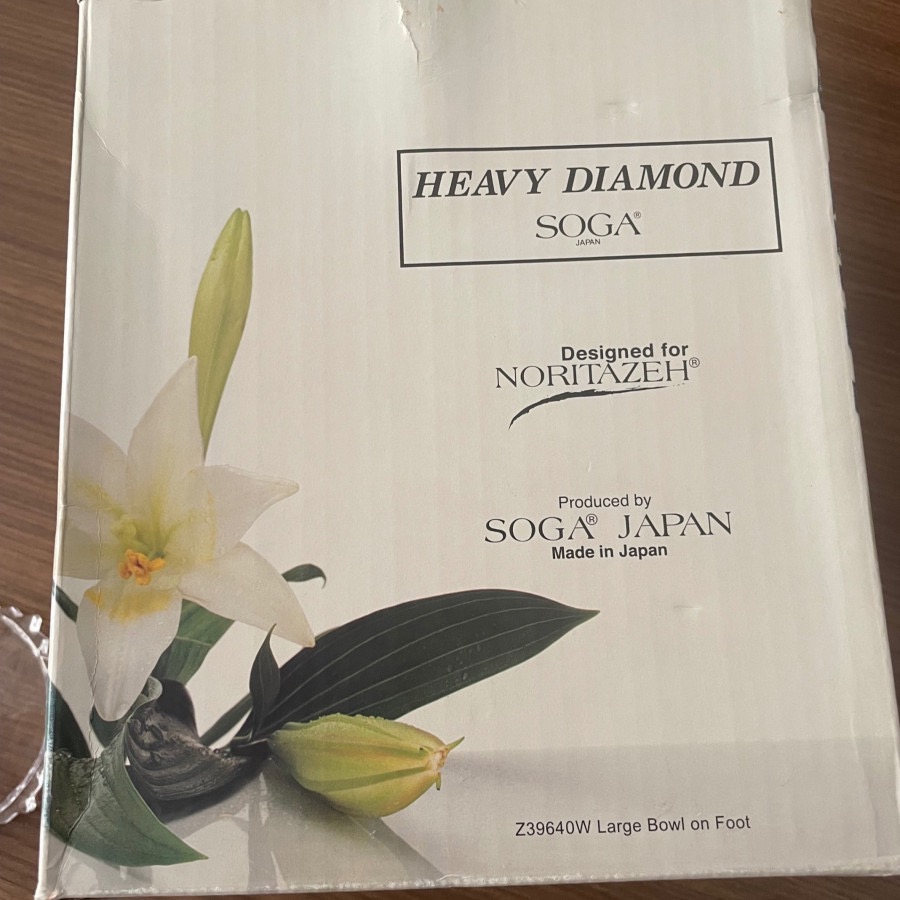 HEAVY DIAMOND
SOGA®
JAPAN
Designed for
NORITAZEH®
Produced by
SOGA® JAPAN
Made in Japan
Z39640W Large Bowl on Foot